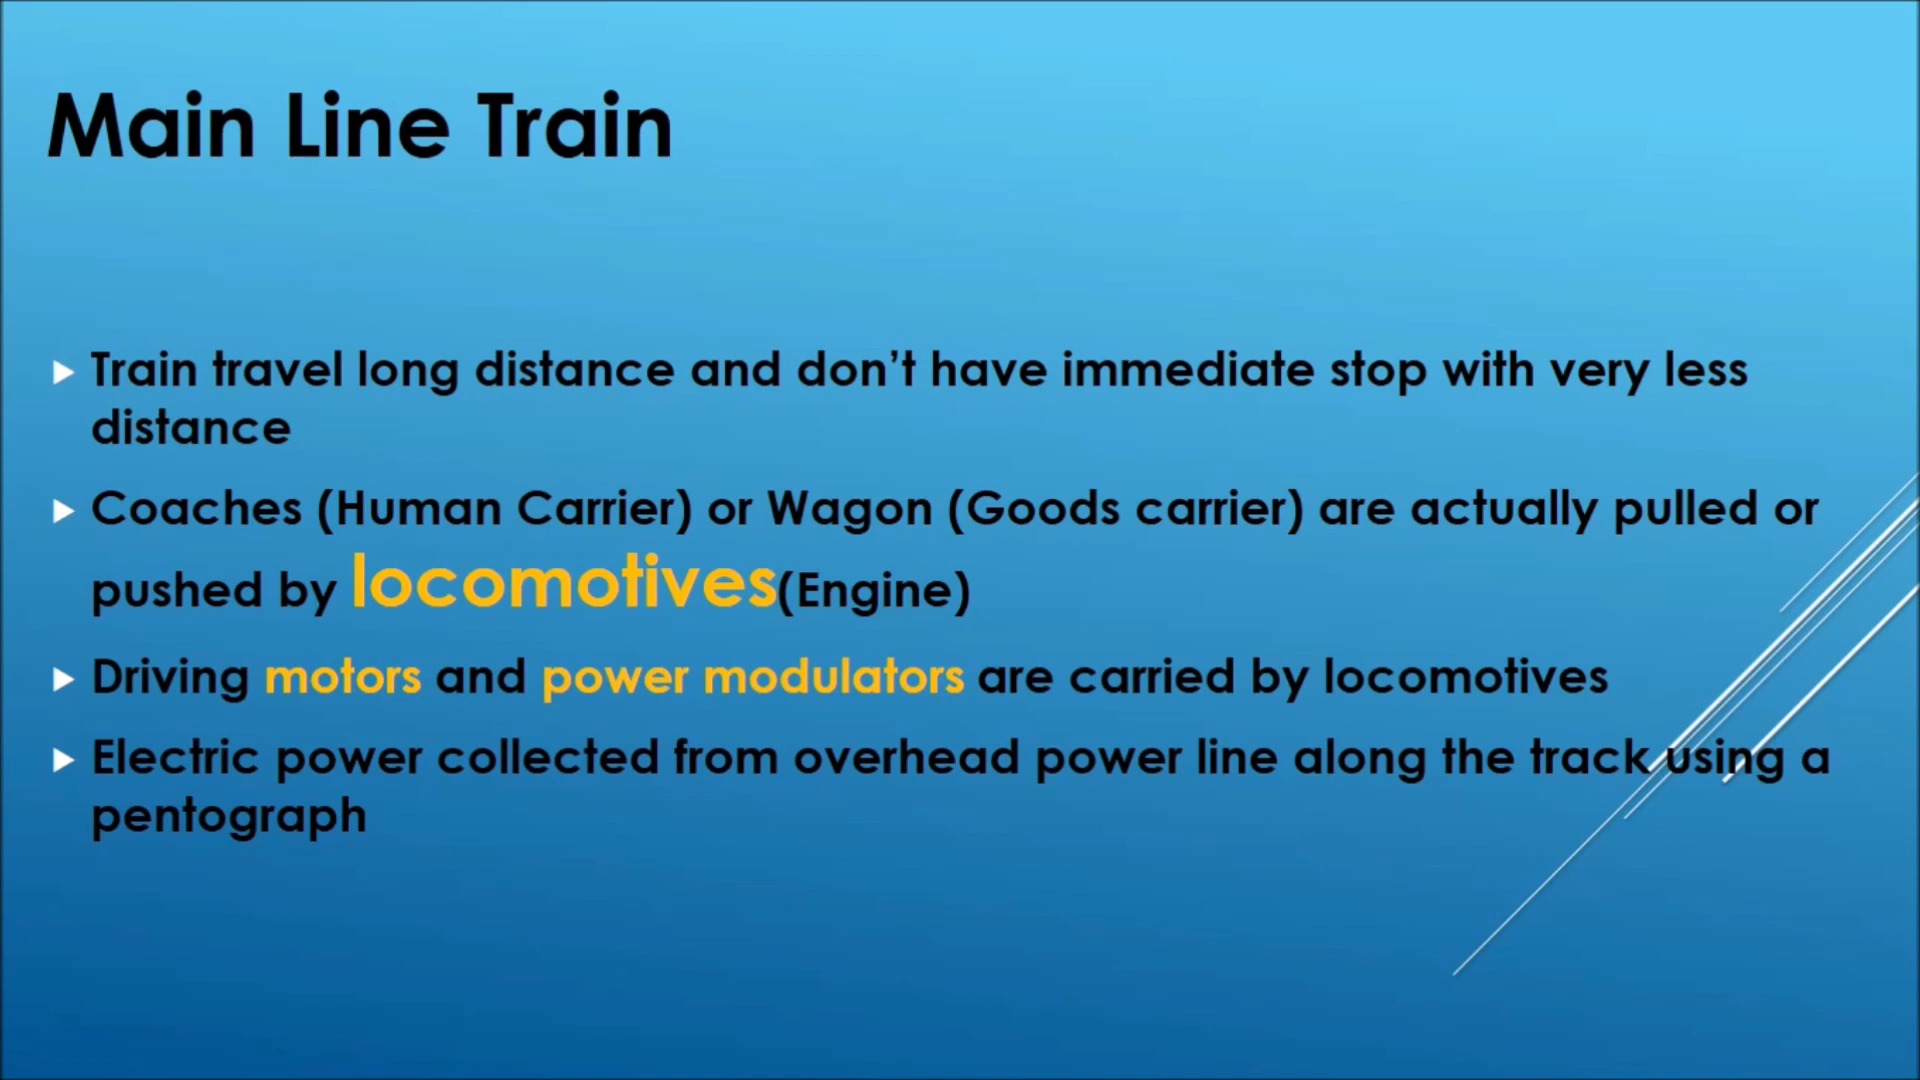 Main Line Train
Train travel long distance and don’t have immediate stop with very less
distance
Coaches (Human Carrier) or Wagon (Goods carrier) are actually pulled or
pushed by locomotives(Engine)
Driving motors and power modulators are carried by locomotives
Electric power collected from overhead power line along the track using a
pentograph